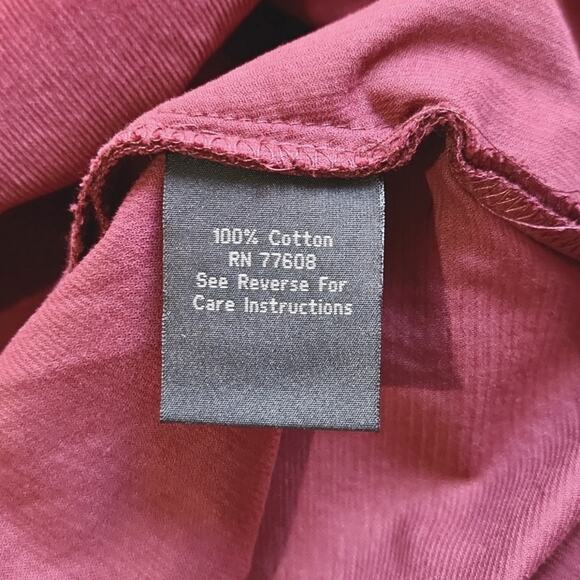 100% Cotton
RN 77608
See Reverse For
Care Instructions